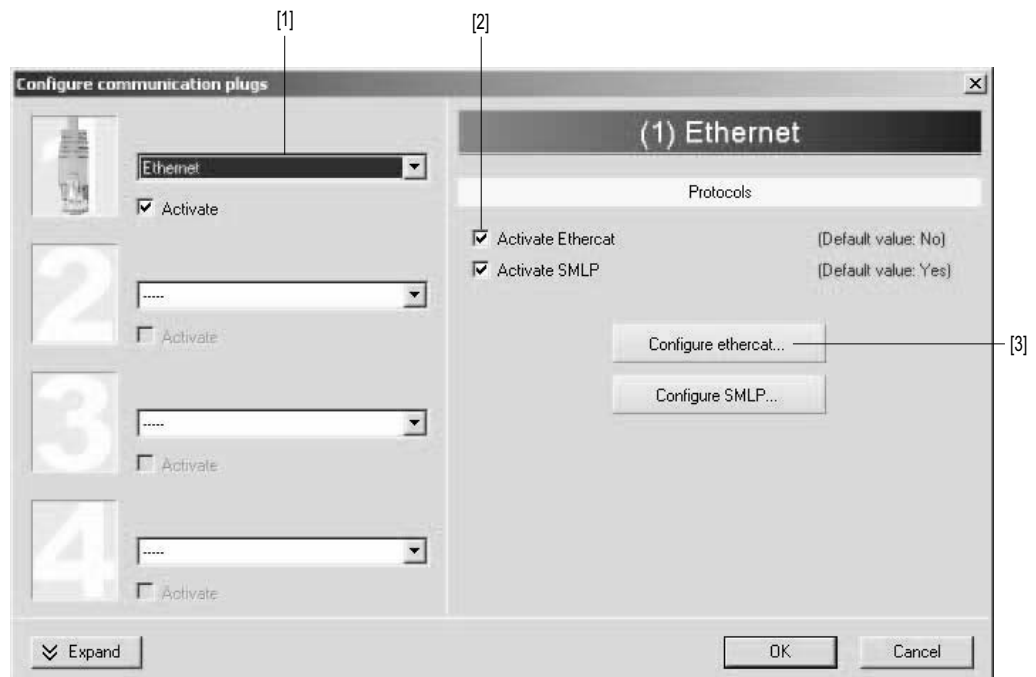 [1]
[2]
Configure communication plugs
Ethernet
Activate
2
-----
Activate
3
-----
Activate
4
-----
Activate
(1) Ethernet
Protocols
Activate Ethercat (Default value: No)
Activate SMLP (Default value: Yes)
Configure ethercat...
[3]
Configure SMLP...
Expand
OK
Cancel